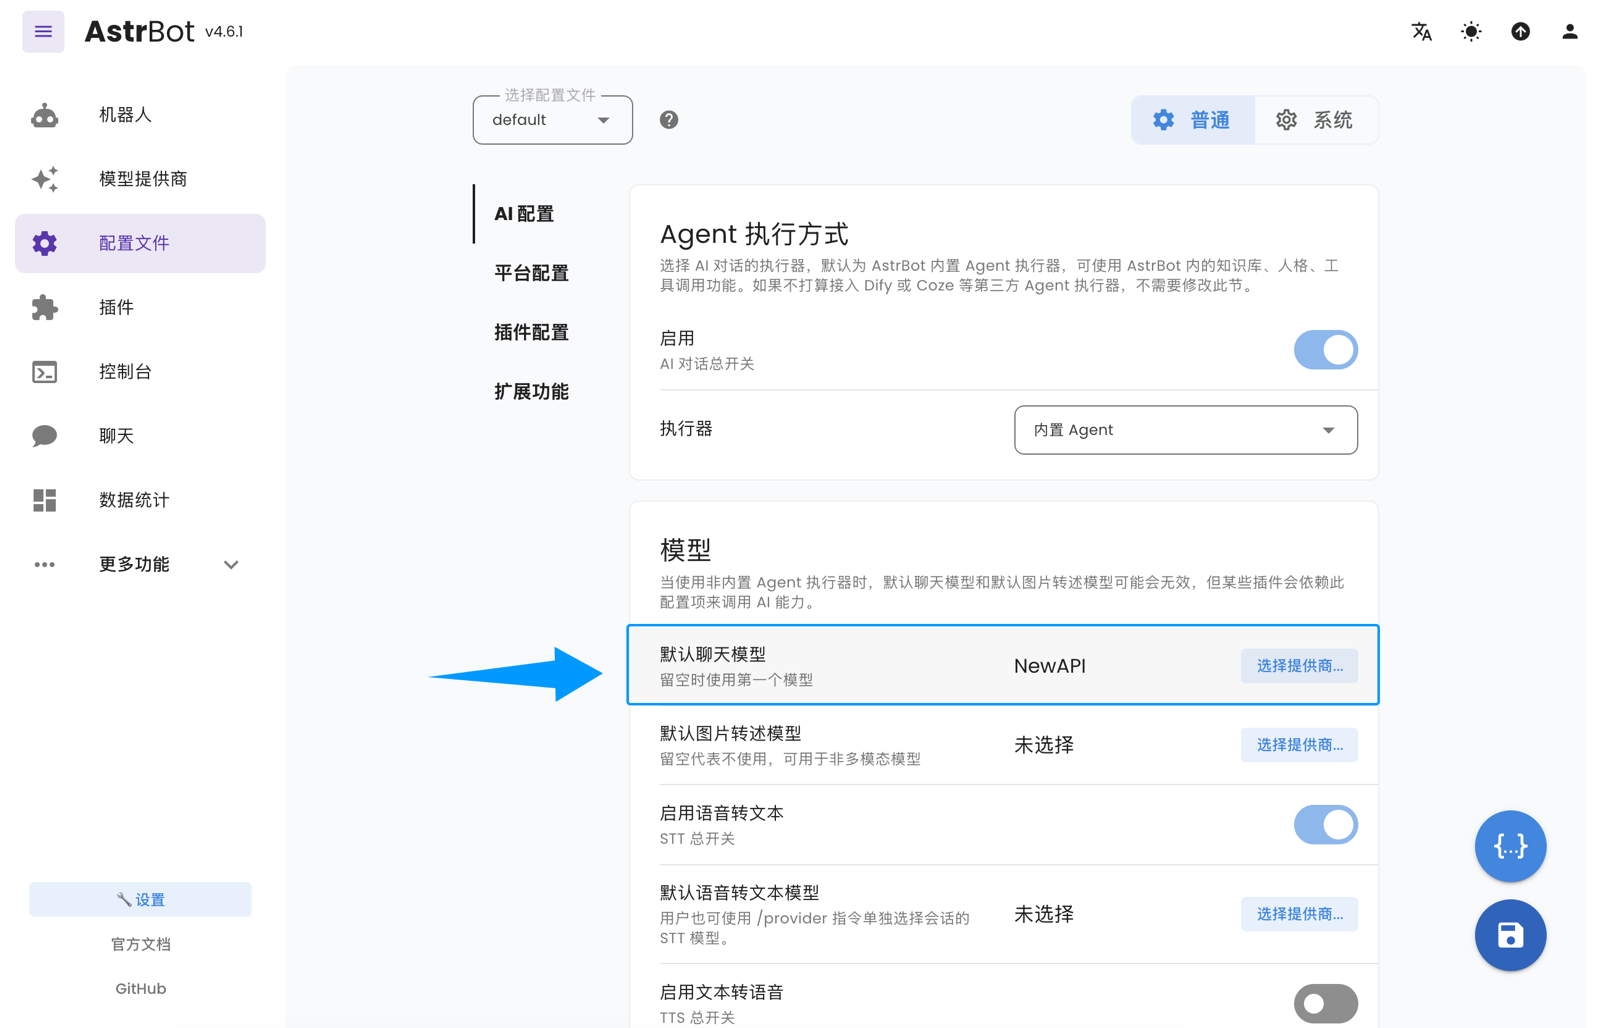 AstrBot v4.6.1
机器人
模型提供商
配置文件
插件
控制台
聊天
数据统计
更多功能
设置
官方文档
GitHub
选择配置文件
default
普通
系统
AI 配置
平台配置
插件配置
扩展功能
Agent 执行方式
选择 AI 对话的执行器，默认为 AstrBot 内置 Agent 执行器，可使用 AstrBot 内的知识库、人格、工
具调用功能。如果不打算接入 Dify 或 Coze 等第三方 Agent 执行器，不需要修改此节。
启用
AI 对话总开关
执行器
内置 Agent
模型
当使用非内置 Agent 执行器时，默认聊天模型和默认图片转述模型可能会无效，但某些插件会依赖此
配置项来调用 AI 能力。
默认聊天模型
留空时使用第一个模型
NewAPI
选择提供商...
默认图片转述模型
留空代表不使用，可用于非多模态模型
未选择
选择提供商...
启用语音转文本
STT 总开关
默认语音转文本模型
用户也可使用 /provider 指令单独选择会话的
STT 模型。
未选择
选择提供商...
启用文本转语音
TTS 总开关